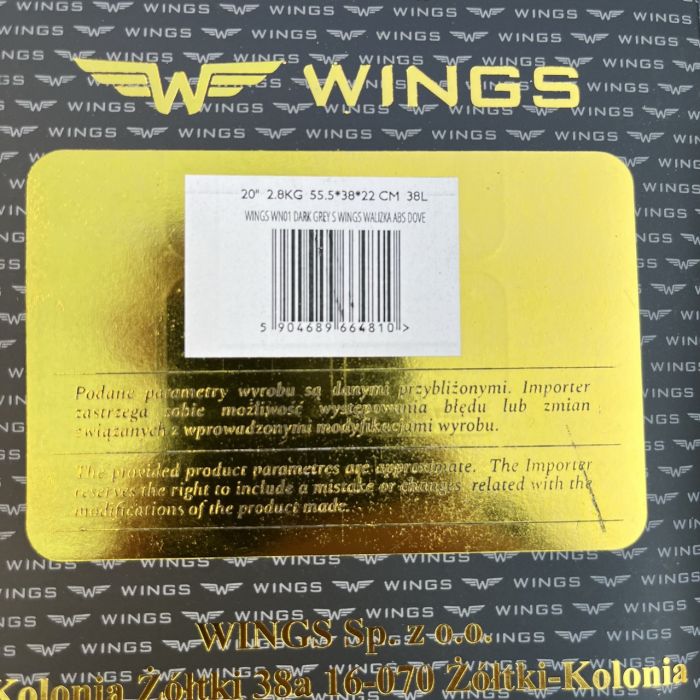 WINGS
20" 2.8KG 55.5*38*22 CM 38L
WINGS WN01 DARK GREY S WINGS WALIZKA ABS DOVE
5 904689 664810 >
Podane parametry wyrobu są danymi przybliżonymi. Importer
zastrzega sobie możliwość występowania błędu lub zmian
związanych z wprowadzonymi modyfikacjami wyrobu.
The provided product parametres are approximate. The Importer
reserves the right to include a mistake or changes related with the
modifications of the product made.
WINGS Sp. z o.o.
Kolonia Żółtki 38a 16-070 Żółtki-Kolonia